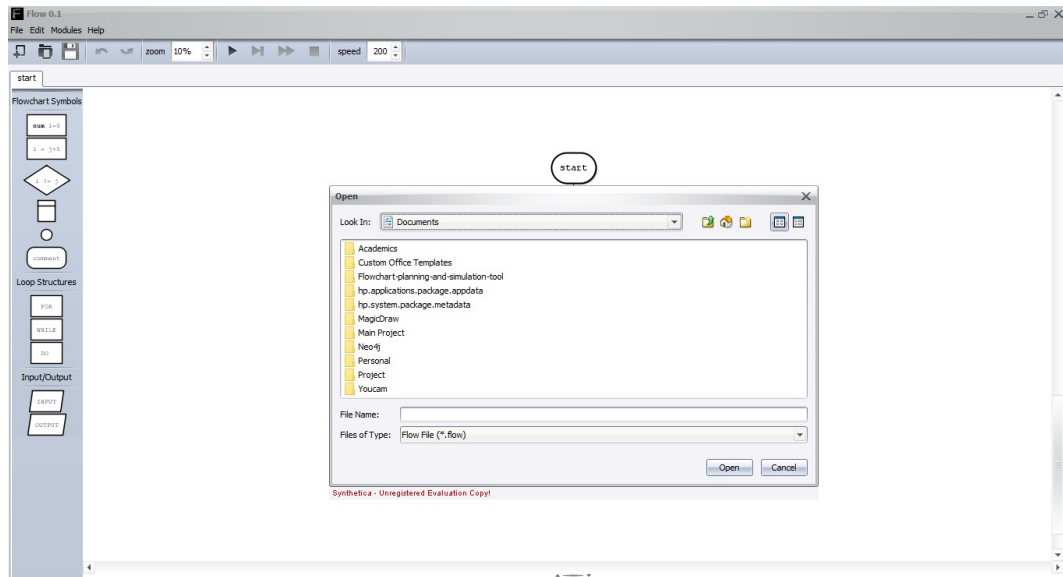 Flow 0.1
File Edit Modules Help
zoom 10% speed 200
start
Flowchart Symbols
num i=0
i = j+5
i != j
comment
Loop Structures
FOR
WHILE
DO
Input/Output
INPUT
OUTPUT
start
Open
Look In: Documents
Academics
Custom Office Templates
Flowchart-planning-and-simulation-tool
hp.applications.package.appdata
hp.system.package.metadata
MagicDraw
Main Project
Neo4j
Personal
Project
Youcam
File Name:
Files of Type: Flow File (*.flow)
Open Cancel
Synthetica - Unregistered Evaluation Copy!